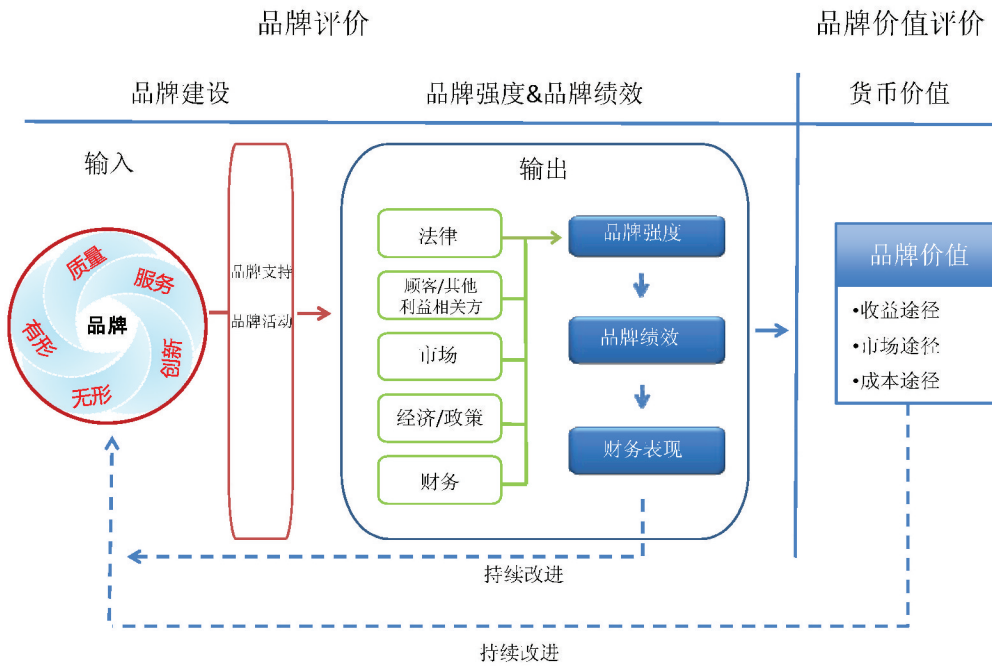 品牌评价
品牌价值评价
品牌建设
品牌强度&品牌绩效
货币价值
输入
质量
服务
品牌
有形
创新
无形
品牌支持
品牌活动
输出
法律
顾客/其他
利益相关方
市场
经济/政策
财务
品牌强度
品牌绩效
财务表现
品牌价值
•收益途径
•市场途径
•成本途径
持续改进
持续改进